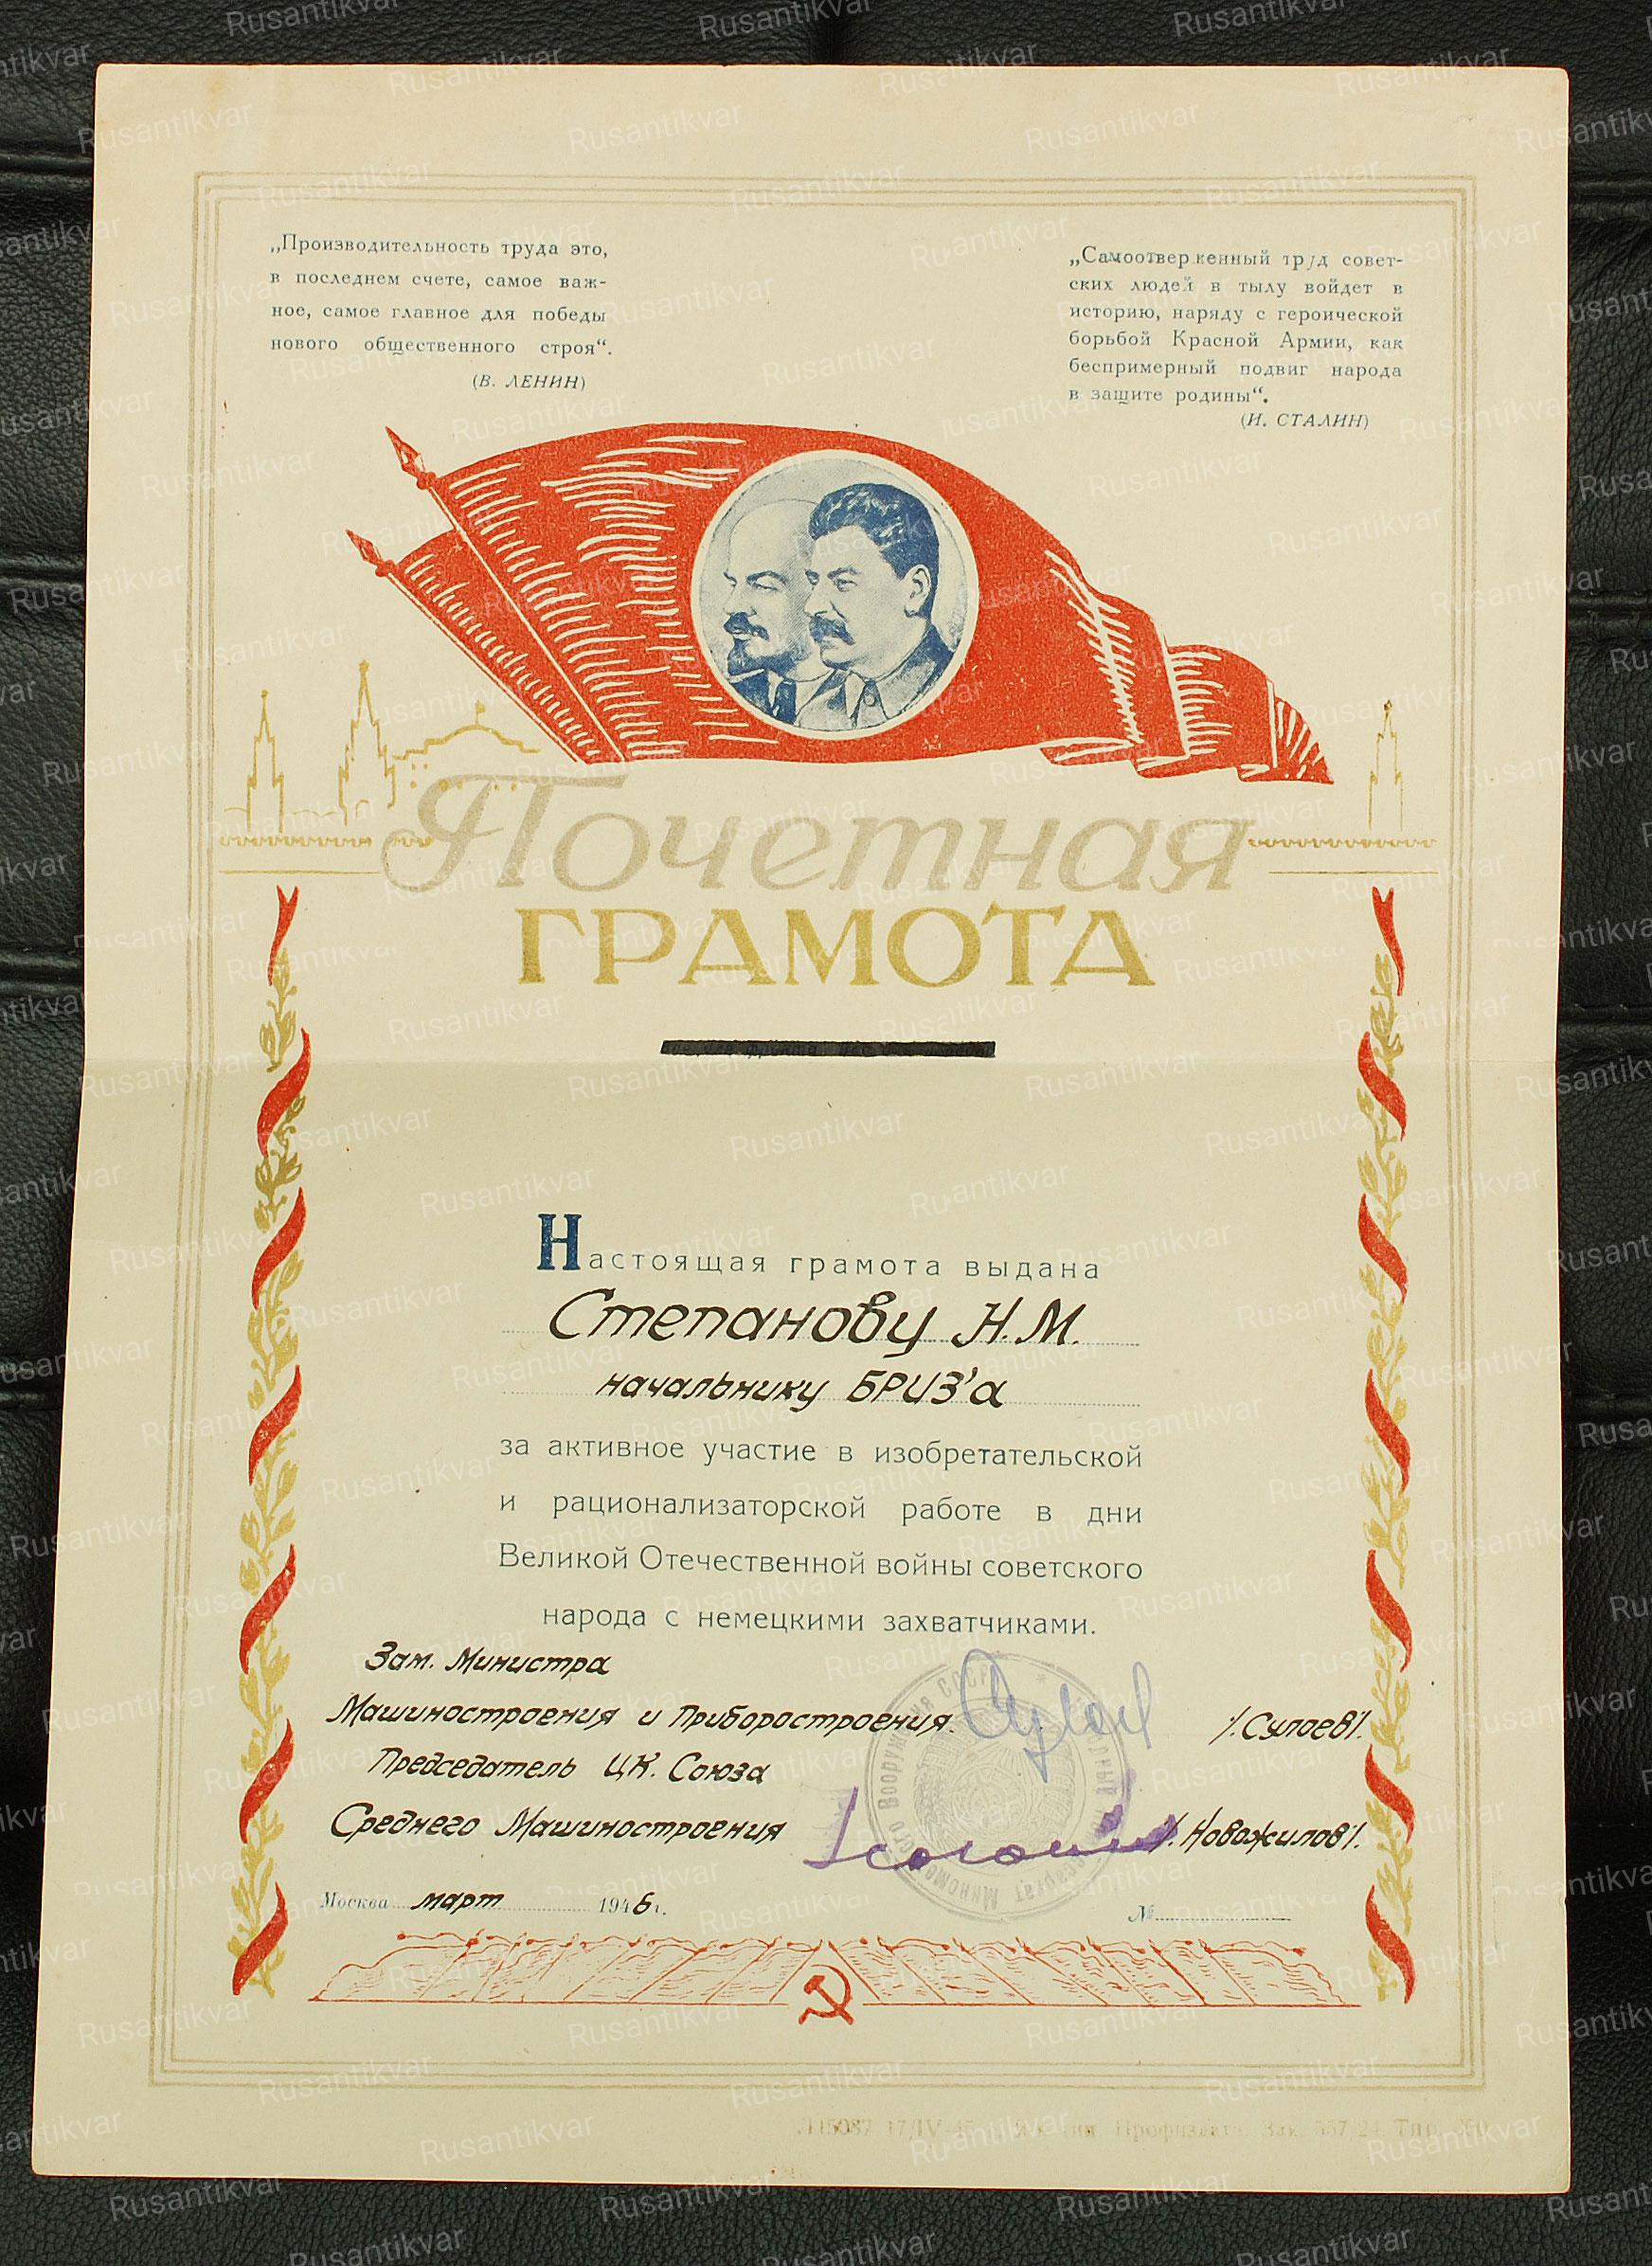 „Производительность труда это,
в последнем счете, самое важ-
ное, самое главное для победы
нового общественного строя“.
(В. ЛЕНИН)
„Самоотверженный труд совет-
ских людей в тылу войдет в
историю, наряду с героической
борьбой Красной Армии, как
беспримерный подвиг народа
в защите родины“.
(И. СТАЛИН)
Почетная
ГРАМОТА
Настоящая грамота выдана
Степанову Н.М.
начальнику БРИЗ'а
за активное участие в изобретательской
и рационализаторской работе в дни
Великой Отечественной войны советского
народа с немецкими захватчиками.
Зам. Министра
Машиностроения и Приборостроения /.Сулоев/.
Председатель ЦК. Союза
Среднего Машиностроения /.Новожилов/.
Москва март 1946 г.
№
Rusantikvar